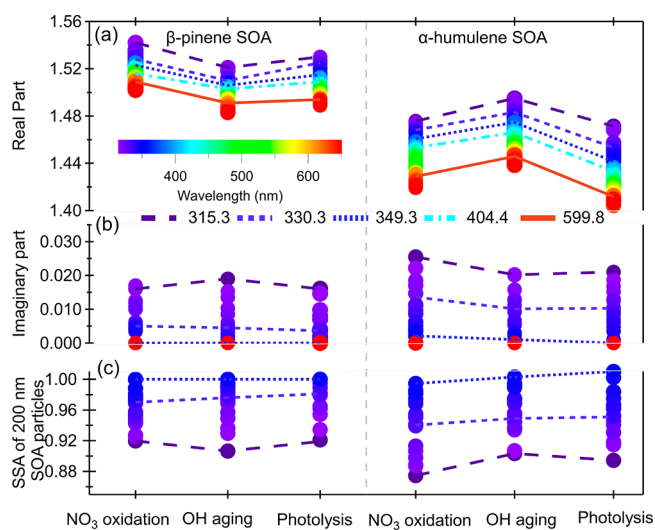 (a) β-pinene SOA α-humulene SOA
Real Part
1.56
1.52
1.48
1.44
1.40
400 500 600
Wavelength (nm)
315.3 330.3 349.3 404.4 599.8
(b)
Imaginary part
0.030
0.020
0.010
0.000
(c)
SSA of 200 nm
SOA particles
1.00
0.96
0.92
0.88
NO3 oxidation OH aging Photolysis NO3 oxidation OH aging Photolysis